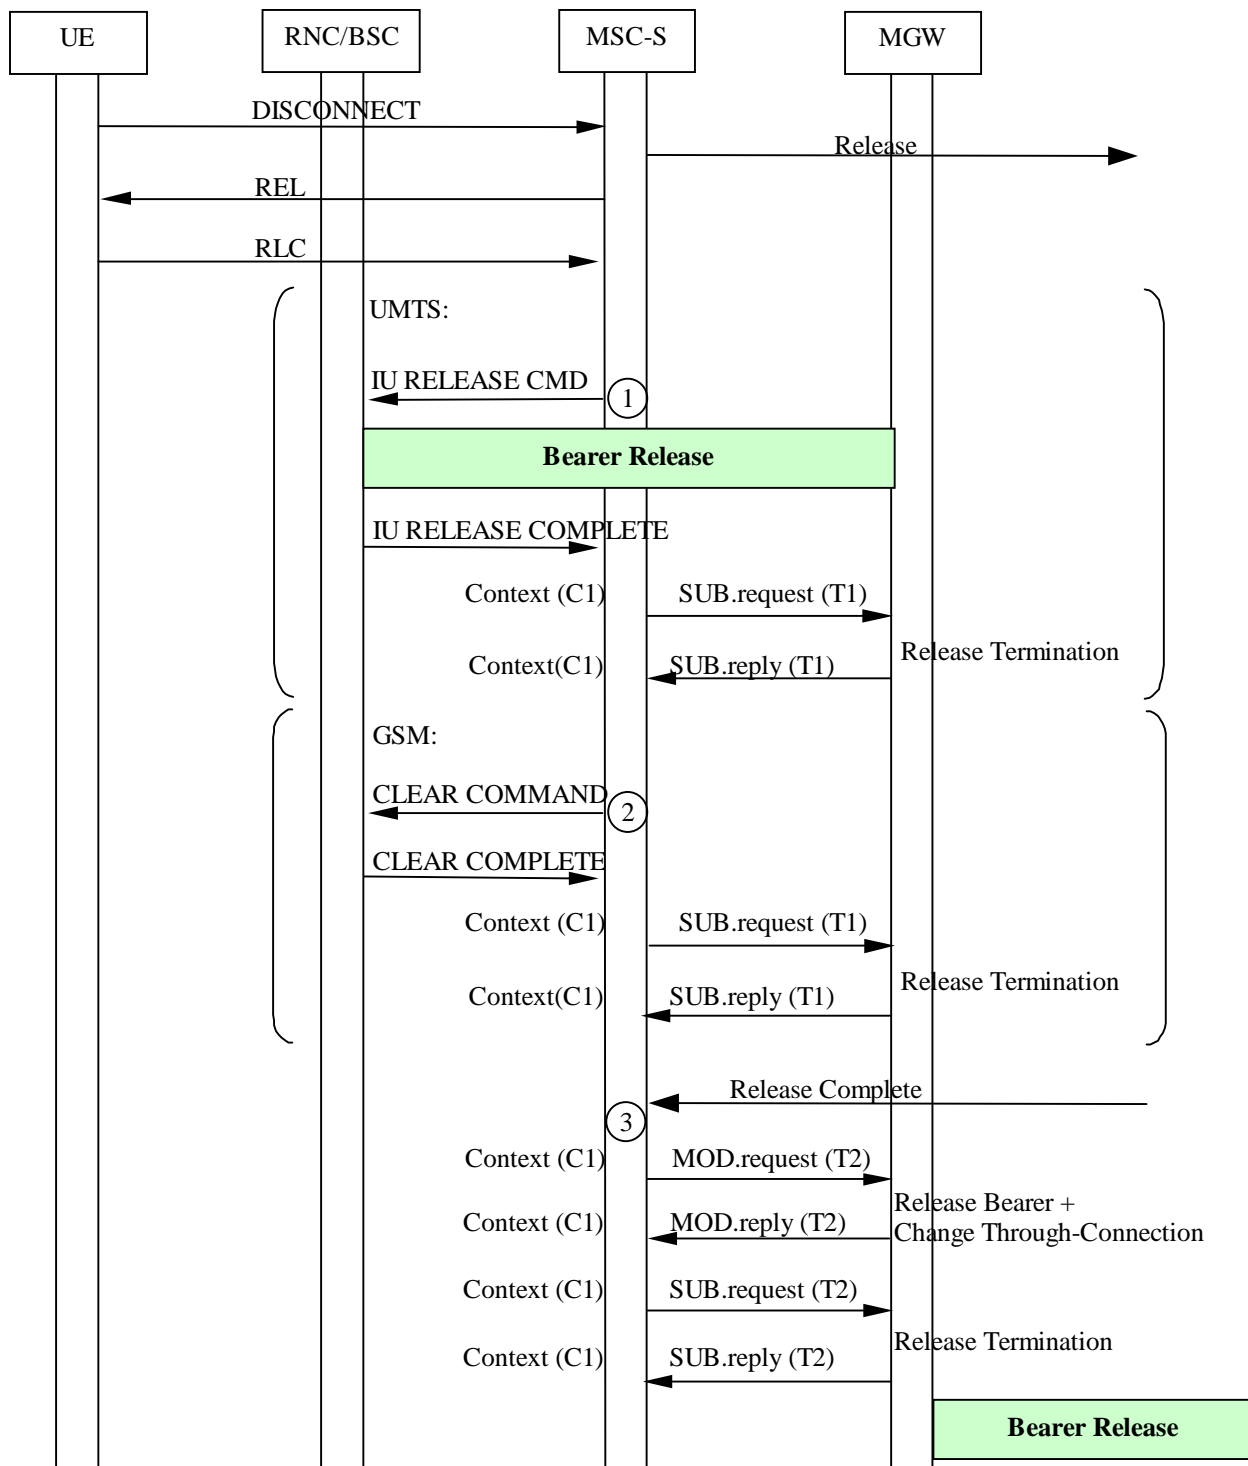 UE
RNC/BSC
MSC-S
MGW
DISCONNECT
Release
REL
RLC
UMTS:
IU RELEASE CMD
1
Bearer Release
IU RELEASE COMPLETE
Context (C1)
SUB.request (T1)
Context(C1)
SUB.reply (T1)
Release Termination
GSM:
CLEAR COMMAND
2
CLEAR COMPLETE
Context (C1)
SUB.request (T1)
Context(C1)
SUB.reply (T1)
Release Termination
Release Complete
3
Context (C1)
MOD.request (T2)
Context (C1)
MOD.reply (T2)
Release Bearer +
Change Through-Connection
Context (C1)
SUB.request (T2)
Context (C1)
SUB.reply (T2)
Release Termination
Bearer Release